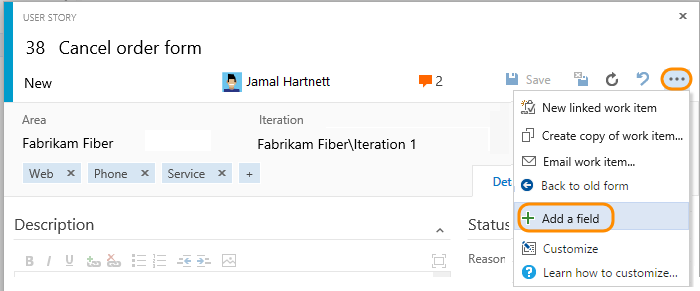 USER STORY
38 Cancel order form
New
Jamal Hartnett
2
Save
Area
Iteration
Fabrikam Fiber
Fabrikam Fiber\Iteration 1
Web
Phone
Service
+
Det
Description
Status
Reason
B I U
New linked work item
Create copy of work item...
Email work item...
Back to old form
Add a field
Customize
Learn how to customize...